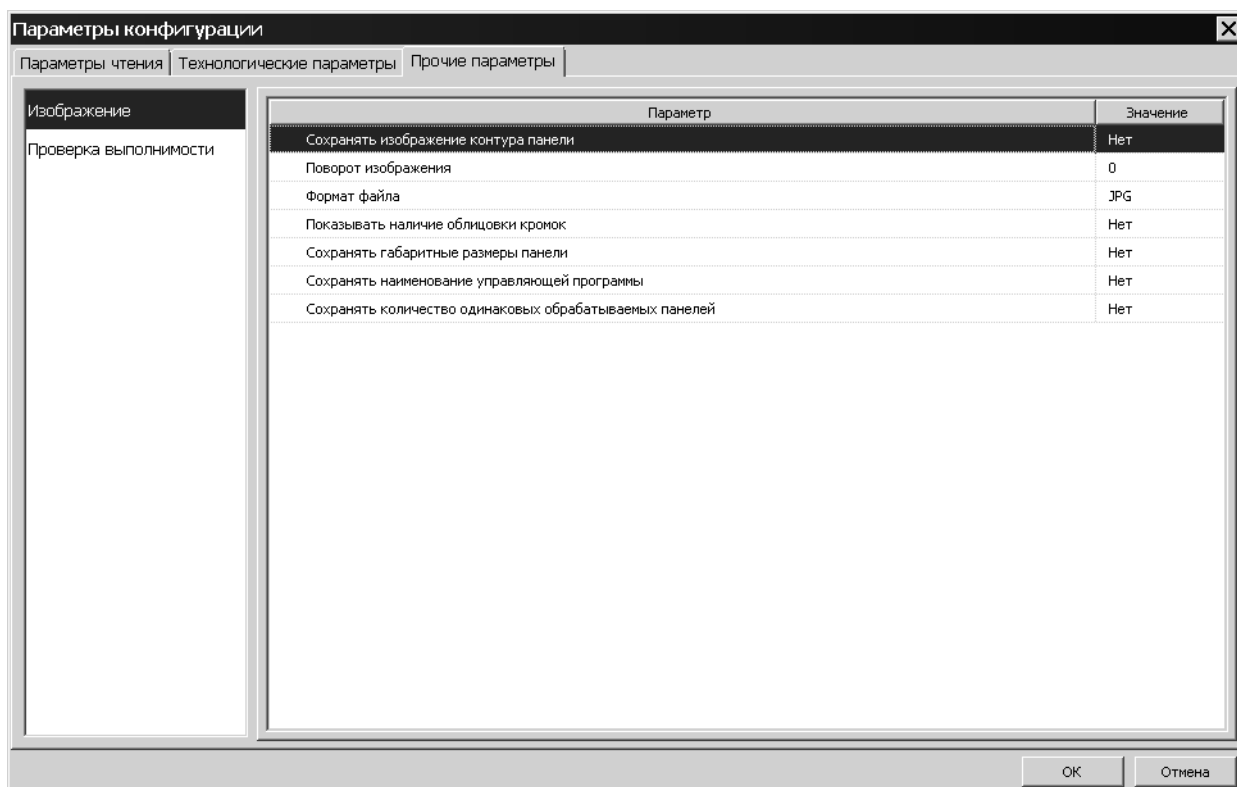 Параметры конфигурации
Параметры чтения Технологические параметры Прочие параметры
Изображение
Проверка выполнимости
Параметр Значение
Сохранять изображение контура панели Нет
Поворот изображения 0
Формат файла JPG
Показывать наличие облицовки кромок Нет
Сохранять габаритные размеры панели Нет
Сохранять наименование управляющей программы Нет
Сохранять количество одинаковых обрабатываемых панелей Нет
ОК Отмена